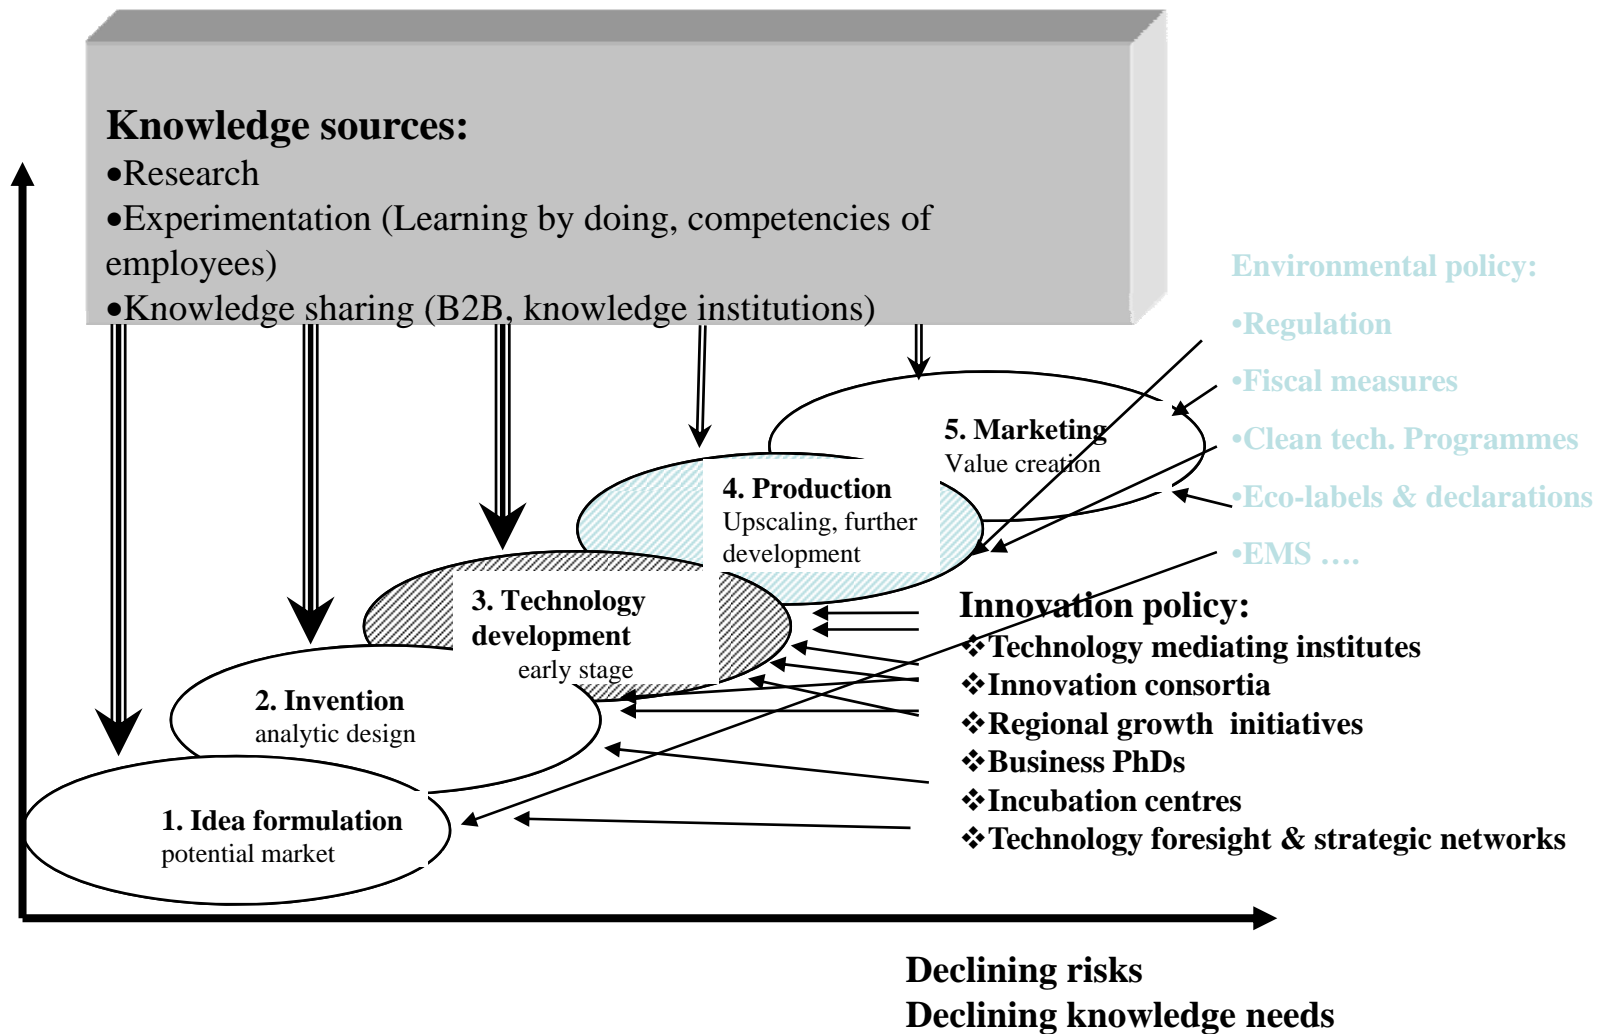 Knowledge sources:
•Research
•Experimentation (Learning by doing, competencies of
employees)
•Knowledge sharing (B2B, knowledge institutions)
Environmental policy:
•Regulation
•Fiscal measures
•Clean tech. Programmes
•Eco-labels & declarations
•EMS ….
5. Marketing
Value creation
4. Production
Upscaling, further
development
3. Technology
development
early stage
2. Invention
analytic design
1. Idea formulation
potential market
Innovation policy:
❖Technology mediating institutes
❖Innovation consortia
❖Regional growth initiatives
❖Business PhDs
❖Incubation centres
❖Technology foresight & strategic networks
Declining risks
Declining knowledge needs